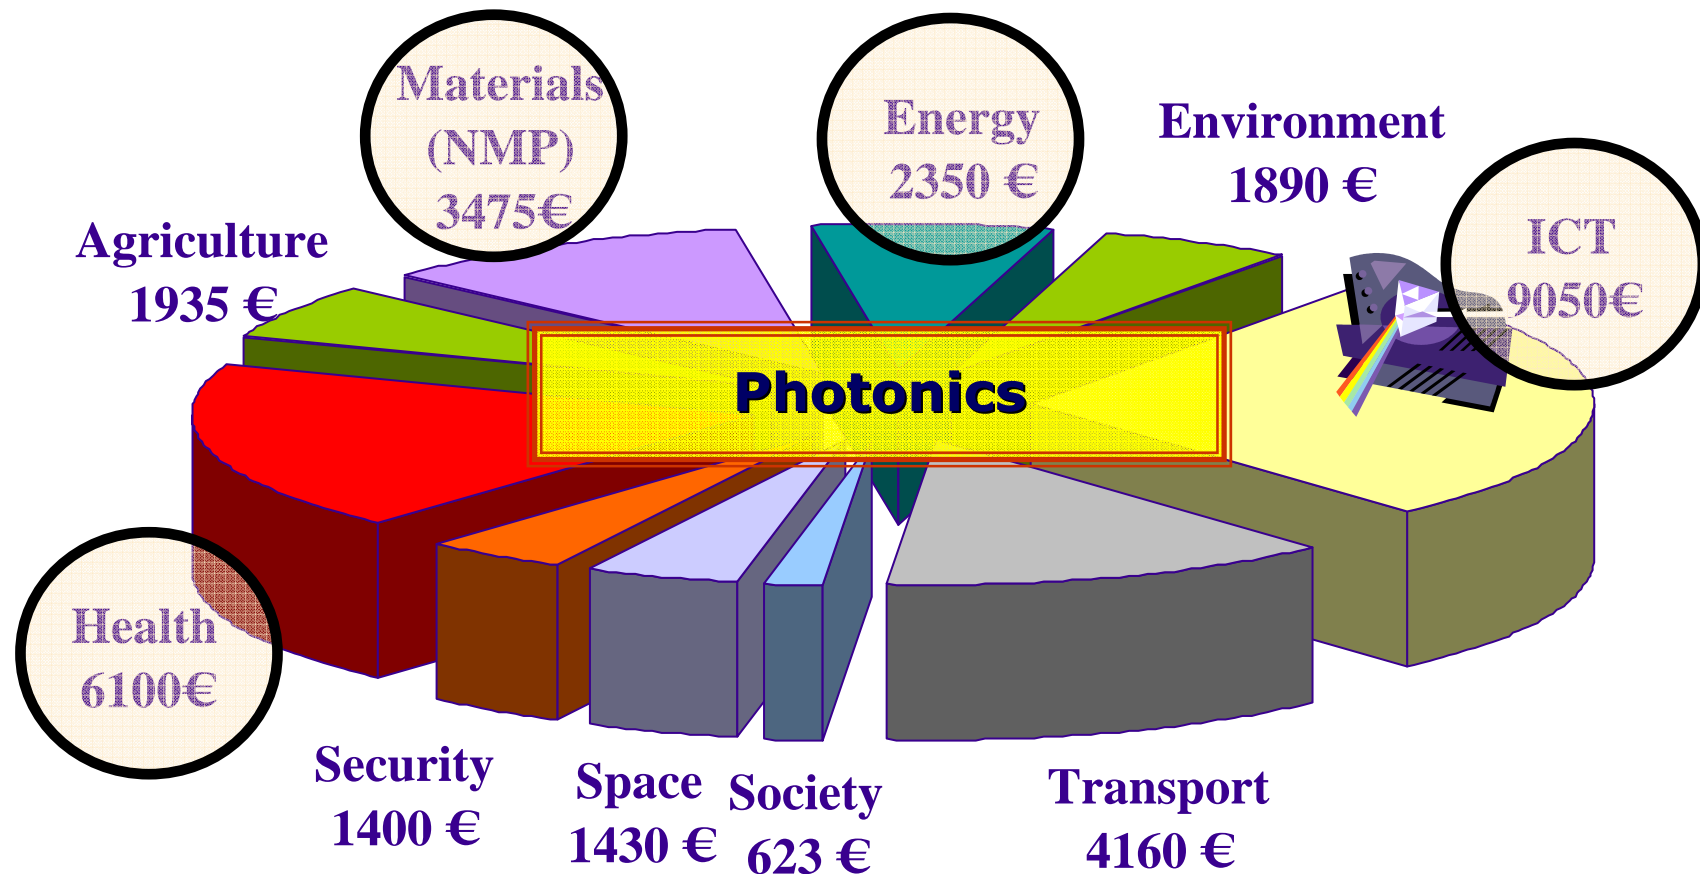 Materials
(NMP)
3475€
Energy
2350 €
Environment
1890 €
ICT
9050€
Agriculture
1935 €
Photonics
Health
6100€
Security
1400 €
Space
1430 €
Society
623 €
Transport
4160 €